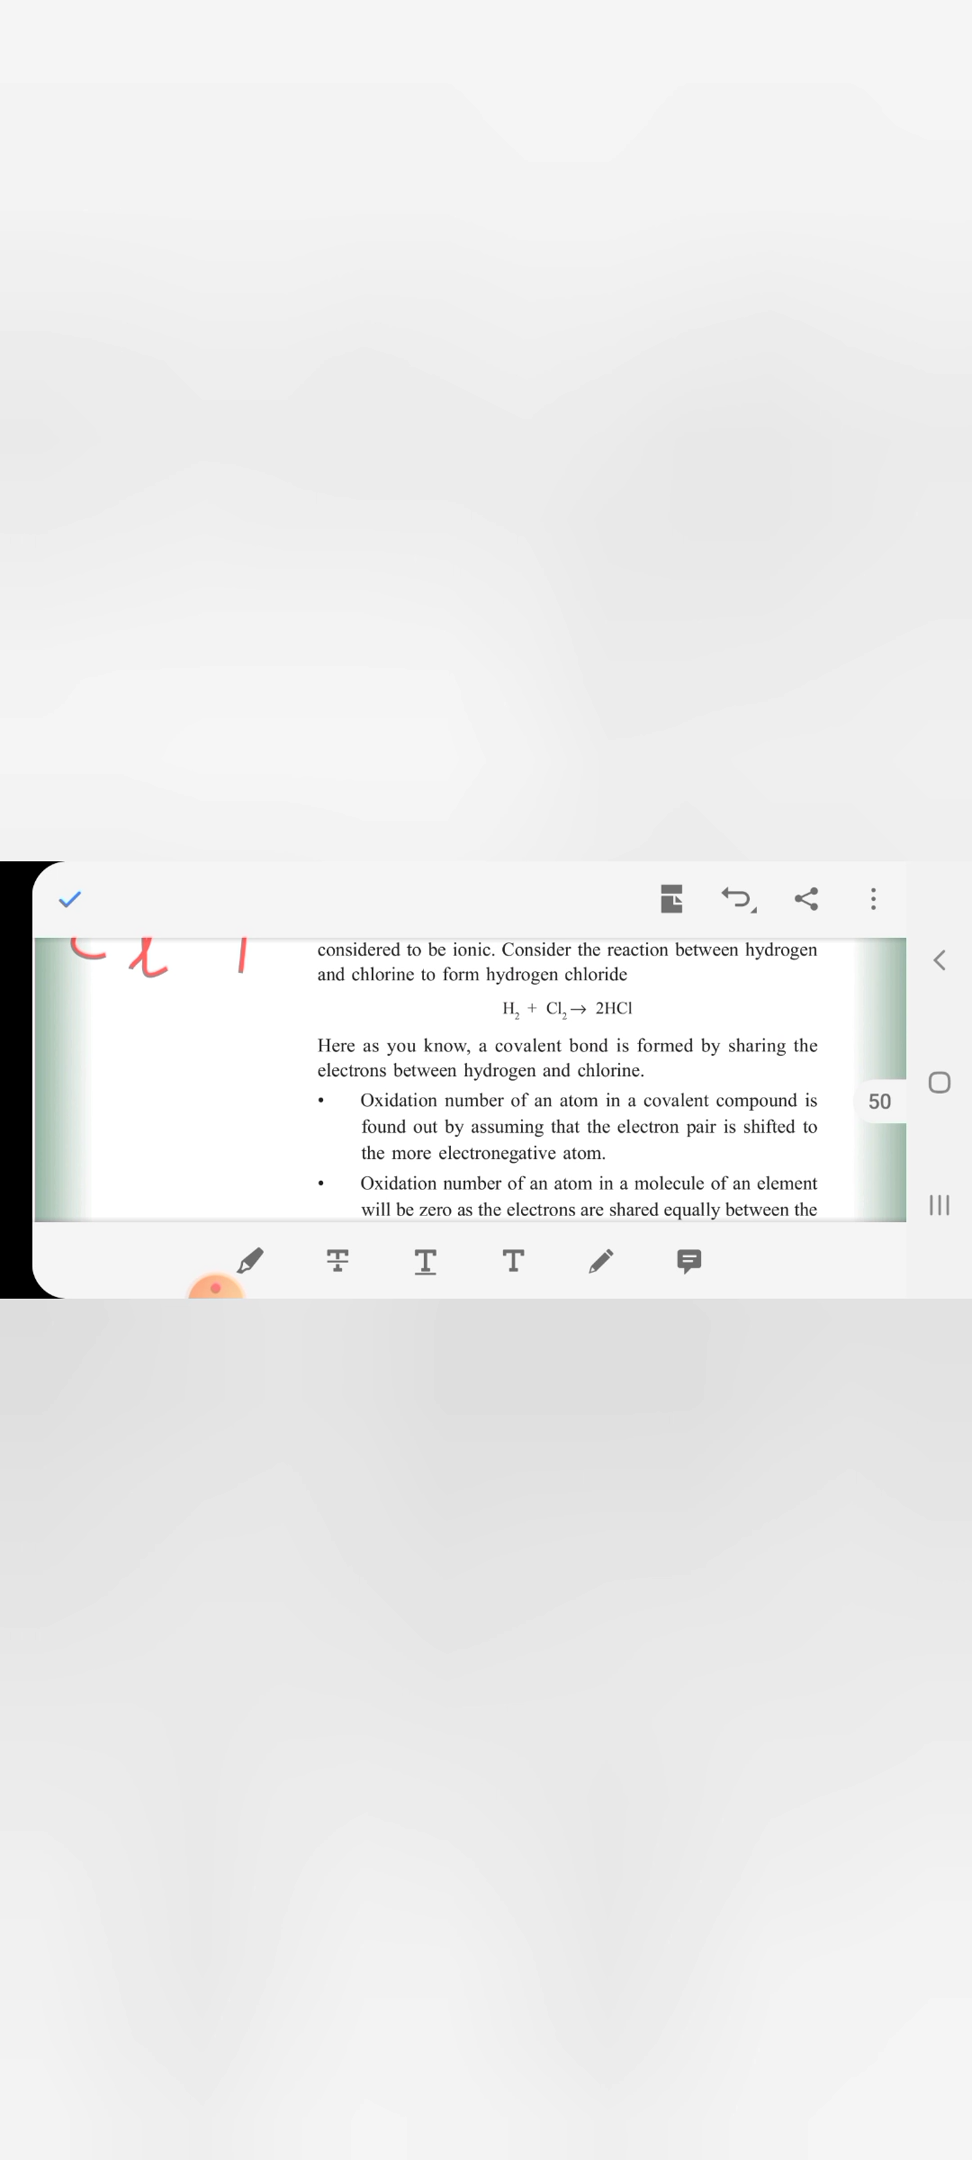 Cl 1
considered to be ionic. Consider the reaction between hydrogen
and chlorine to form hydrogen chloride
H₂ + Cl₂ → 2HCl
Here as you know, a covalent bond is formed by sharing the
electrons between hydrogen and chlorine.
• Oxidation number of an atom in a covalent compound is
found out by assuming that the electron pair is shifted to
the more electronegative atom.
50
• Oxidation number of an atom in a molecule of an element
will be zero as the electrons are shared equally between the